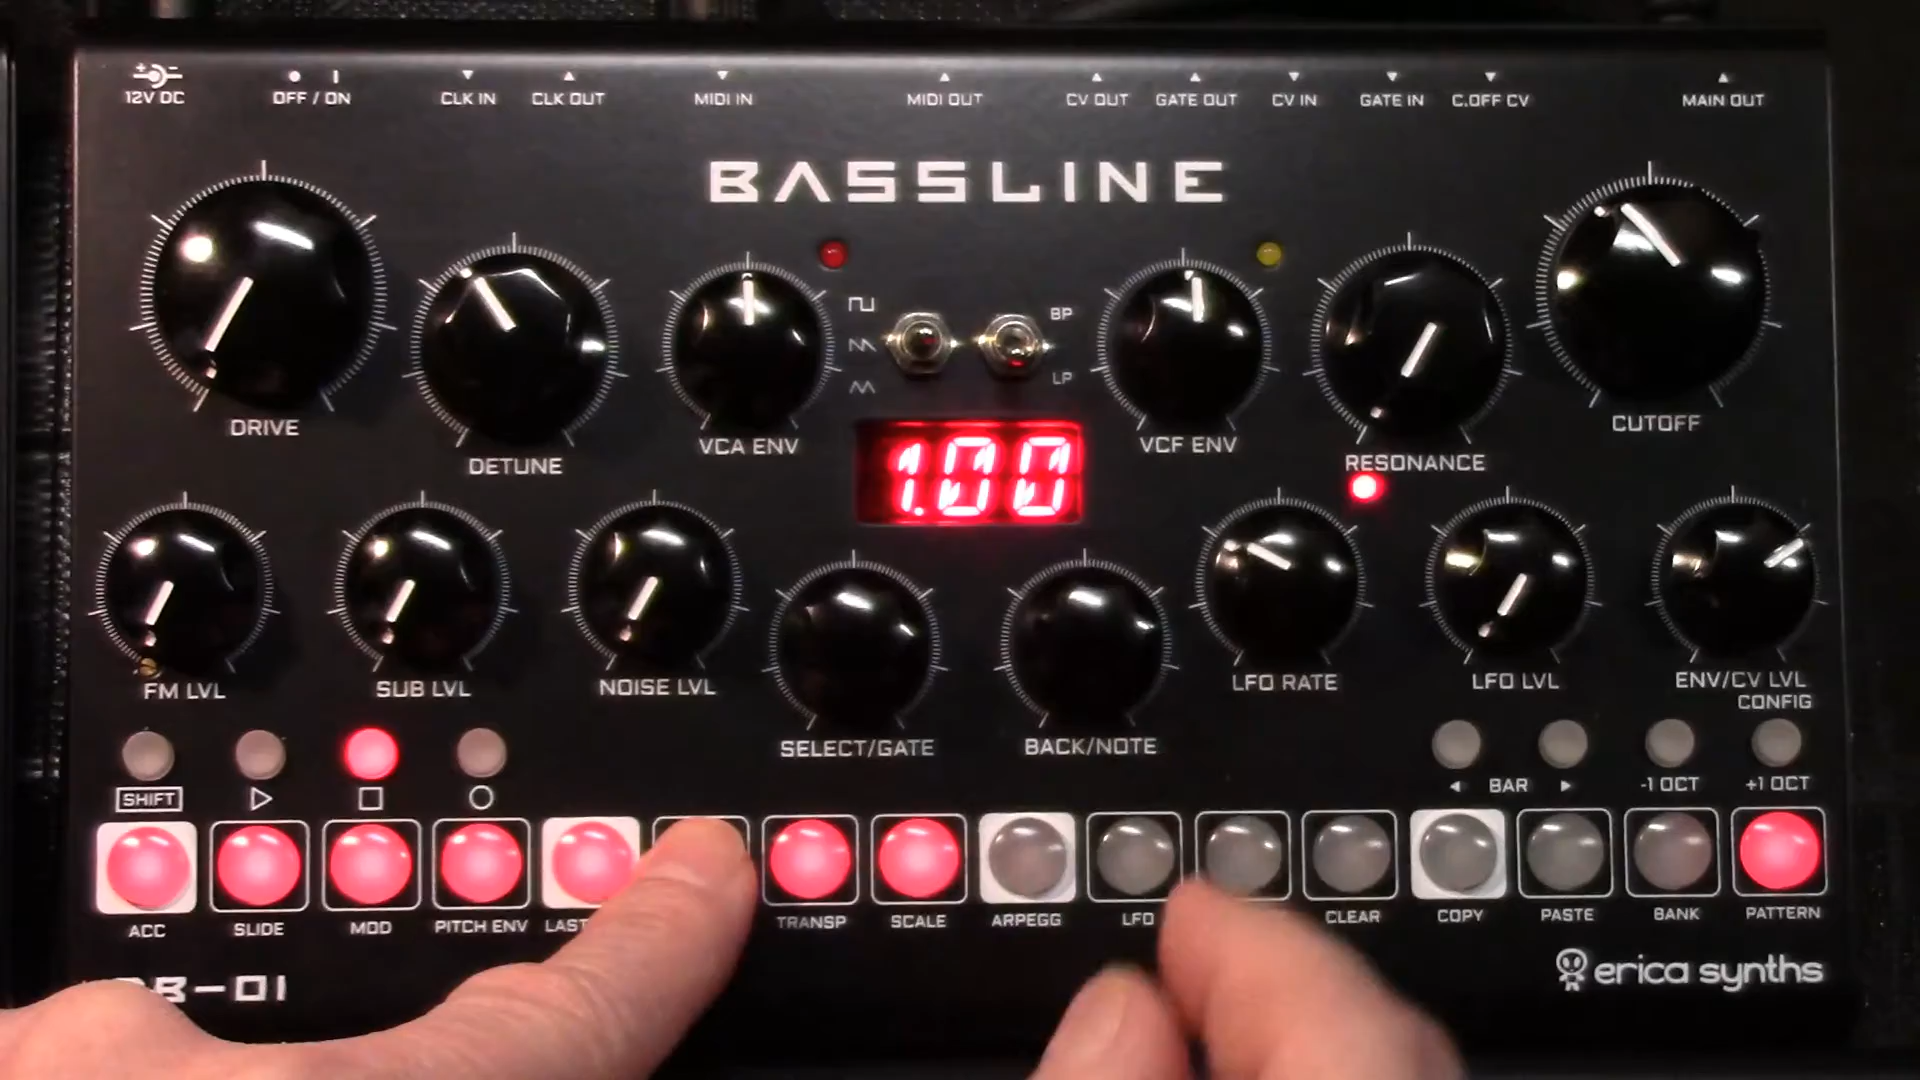 12V DC OFF / ON CLK IN CLK OUT MIDI IN MIDI OUT CV OUT GATE OUT CV IN GATE IN C.OFF CV MAIN OUT
BASSLINE
BP
LP
DRIVE DETUNE VCA ENV VCF ENV RESONANCE CUTOFF
1.00
FM LVL SUB LVL NOISE LVL LFO RATE LFO LVL ENV/CV LVL
CONFIG
SELECT/GATE BACK/NOTE
SHIFT BAR -1 OCT +1 OCT
ACC SLIDE MOD PITCH ENV LAST TRANSP SCALE ARPEGG LFO CLEAR COPY PASTE BANK PATTERN
B-01 erica synths